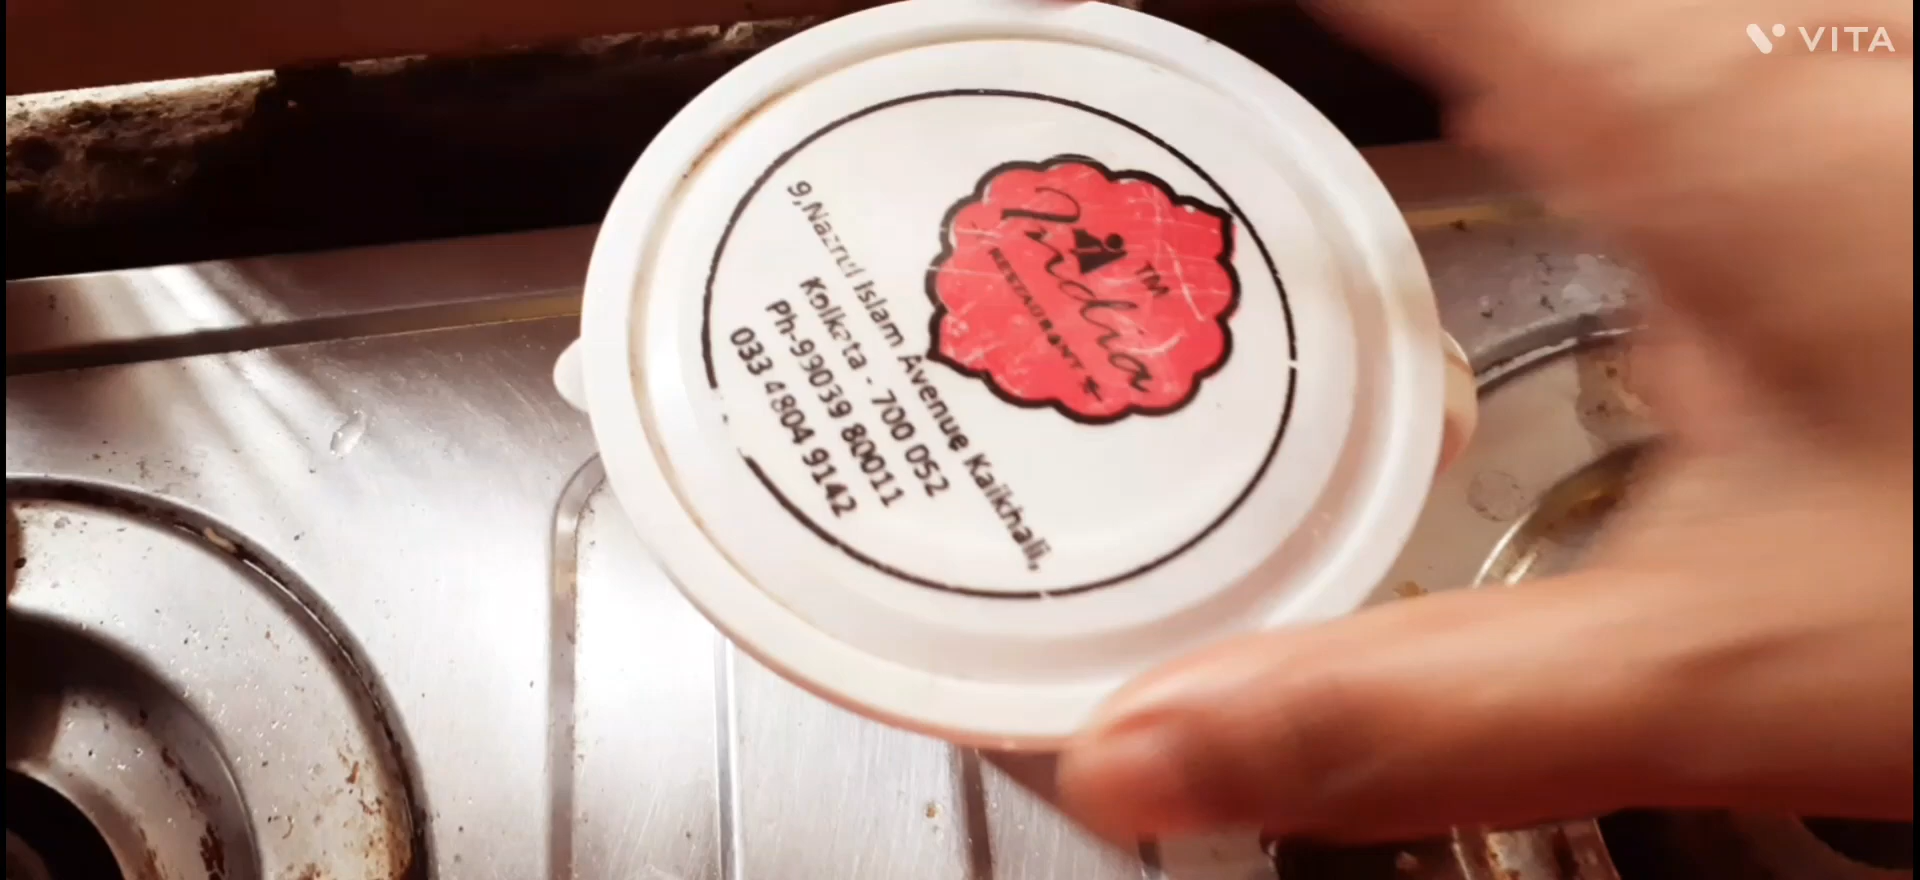 India TM
RESTAURANT
9,Nazrul Islam Avenue Kaikhali,
Kolkata - 700 052
Ph-99039 80011
033 4804 9142
VITA